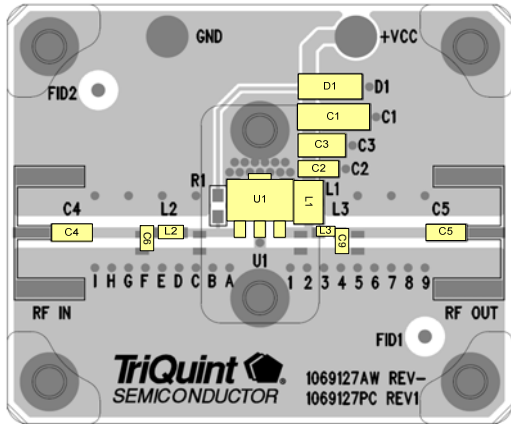 GND
+VCC
FID2
D1 D1
C1 C1
C3 C3
C2 C2
R1
U1
L1
L1
C4
L2
L3
C5
C4
C6
L2
L3
C9
C5
U1
I H G F E D C B A
1 2 3 4 5 6 7 8 9
RF IN
RF OUT
FID1
TriQuint
SEMICONDUCTOR
1069127AW REV-
1069127PC REV1